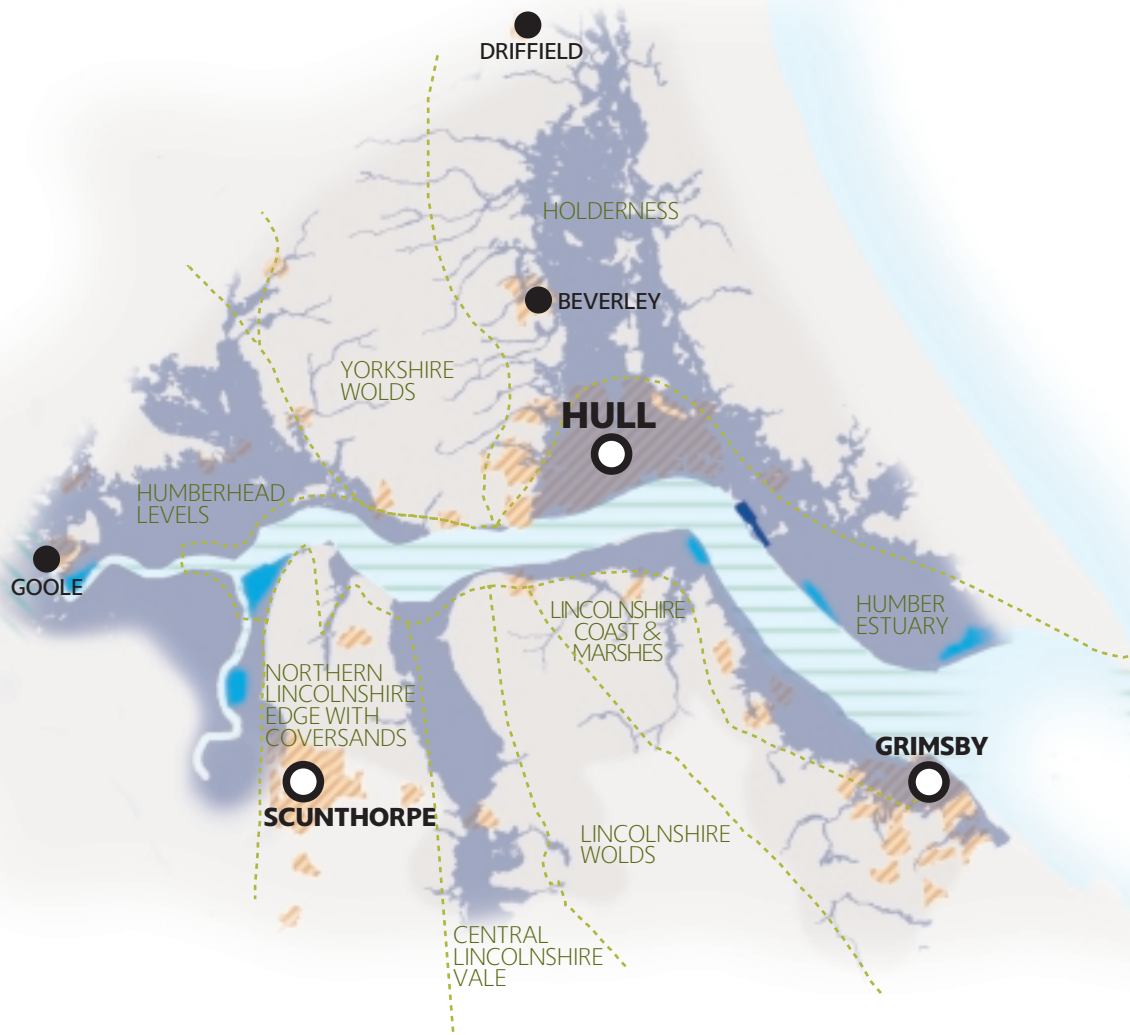 DRIFFIELD
HOLDERNESS
BEVERLEY
YORKSHIRE
WOLDS
HULL
HUMBERHEAD
LEVELS
GOOLE
LINCOLNSHIRE
COAST &
MARSHES
HUMBER
ESTUARY
NORTHERN
LINCOLNSHIRE
EDGE WITH
COVERSANDS
GRIMSBY
SCUNTHORPE
LINCOLNSHIRE
WOLDS
CENTRAL
LINCOLNSHIRE
VALE